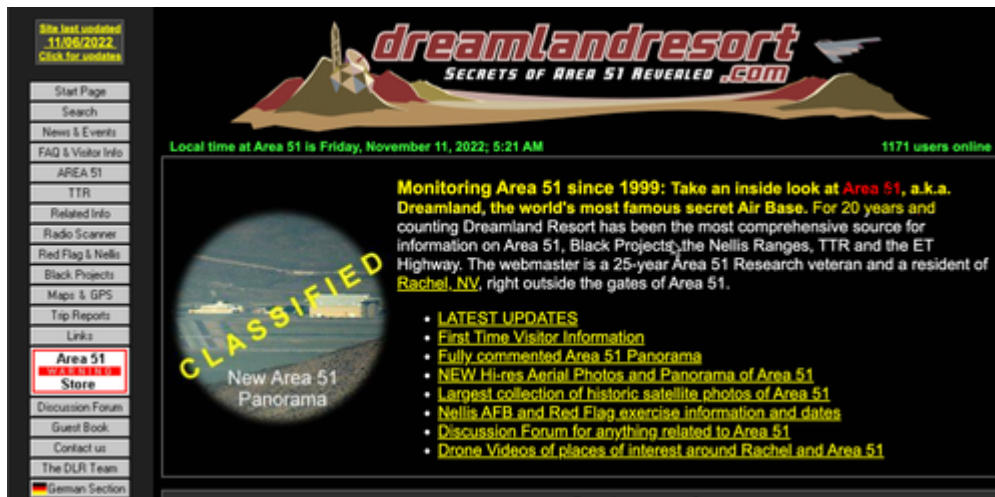 Site last updated
11/06/2022
Click for updates
Start Page
Search
News & Events
FAQ & Visitor Info
AREA 51
TTR
Related Info
Radio Scanner
Red Flag & Nellis
Black Projects
Maps & GPS
Trip Reports
Links
Area 51
WARNING
Store
Discussion Forum
Guest Book
Contact us
The DLR Team
German Section
dreamlandresort
SECRETS OF AREA 51 REVEALED .COM
Local time at Area 51 is Friday, November 11, 2022; 5:21 AM
1171 users online
CLASSIFIED
New Area 51
Panorama
Monitoring Area 51 since 1999: Take an inside look at Area 51, a.k.a.
Dreamland, the world's most famous secret Air Base. For 20 years and
counting Dreamland Resort has been the most comprehensive source for
information on Area 51, Black Projects, the Nellis Ranges, TTR and the ET
Highway. The webmaster is a 25-year Area 51 Research veteran and a resident of
Rachel, NV, right outside the gates of Area 51.
LATEST UPDATES
First Time Visitor Information
Fully commented Area 51 Panorama
NEW Hi-res Aerial Photos and Panorama of Area 51
Largest collection of historic satellite photos of Area 51
Nellis AFB and Red Flag exercise information and dates
Discussion Forum for anything related to Area 51
Drone Videos of places of interest around Rachel and Area 51